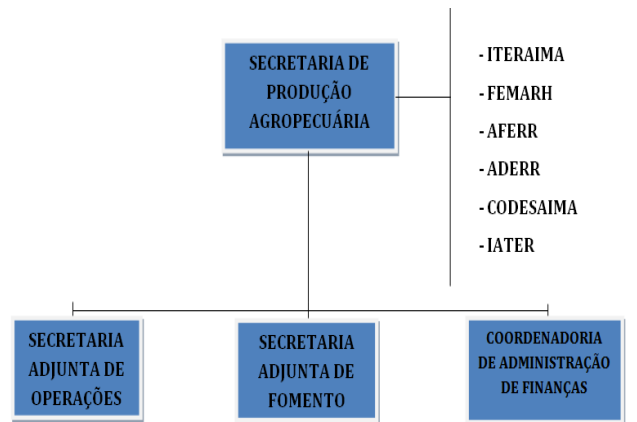 SECRETARIA DE
PRODUÇÃO
AGROPECUÁRIA
- ITERAIMA
- FEMARH
- AFERR
- ADERR
- CODESAIMA
- IATER
SECRETARIA
ADJUNTA DE
OPERAÇÕES
SECRETARIA
ADJUNTA DE
FOMENTO
COORDENADORIA
DE ADMINISTRAÇÃO
DE FINANÇAS